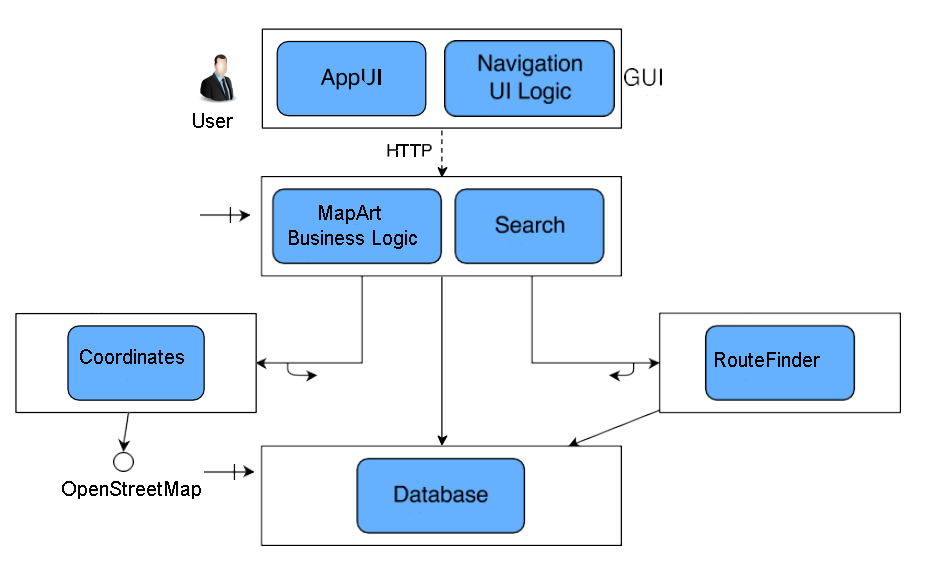 AppUI
Navigation
UI Logic
GUI
User
HTTP
MapArt
Business Logic
Search
Coordinates
RouteFinder
OpenStreetMap
Database